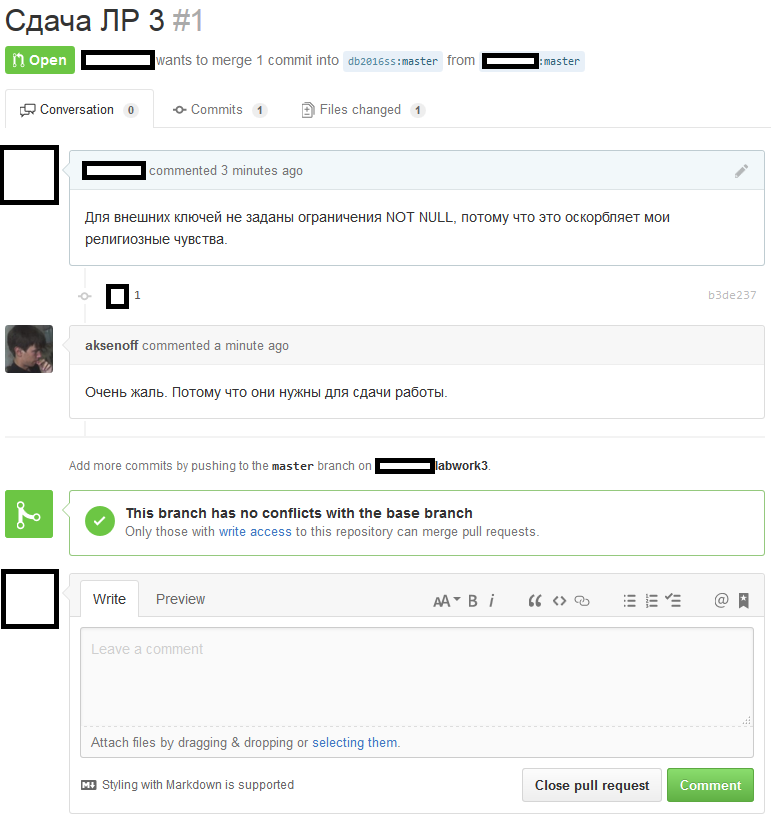 Сдача ЛР 3 #1
Open wants to merge 1 commit into db2016ss:master from :master
Conversation 0 Commits 1 Files changed 1
commented 3 minutes ago
Для внешних ключей не заданы ограничения NOT NULL, потому что это оскорбляет мои
религиозные чувства.
1 b3de237
aksenoff commented a minute ago
Очень жаль. Потому что они нужны для сдачи работы.
Add more commits by pushing to the master branch on labwork3.
This branch has no conflicts with the base branch
Only those with write access to this repository can merge pull requests.
Write Preview AA B i @
Leave a comment
Attach files by dragging & dropping or selecting them.
Styling with Markdown is supported Close pull request Comment